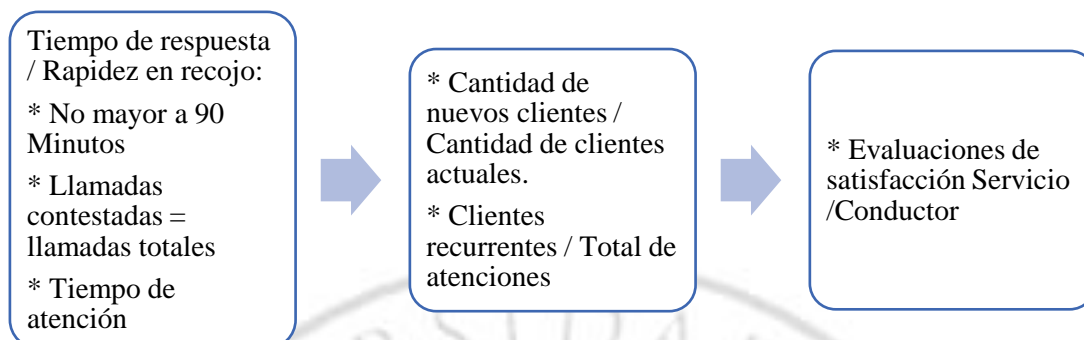 Tiempo de respuesta
/ Rapidez en recojo:
* No mayor a 90
Minutos
* Llamadas
contestadas =
llamadas totales
* Tiempo de
atención
* Cantidad de
nuevos clientes /
Cantidad de clientes
actuales.
* Clientes
recurrentes / Total de
atenciones
* Evaluaciones de
satisfacción Servicio
/Conductor